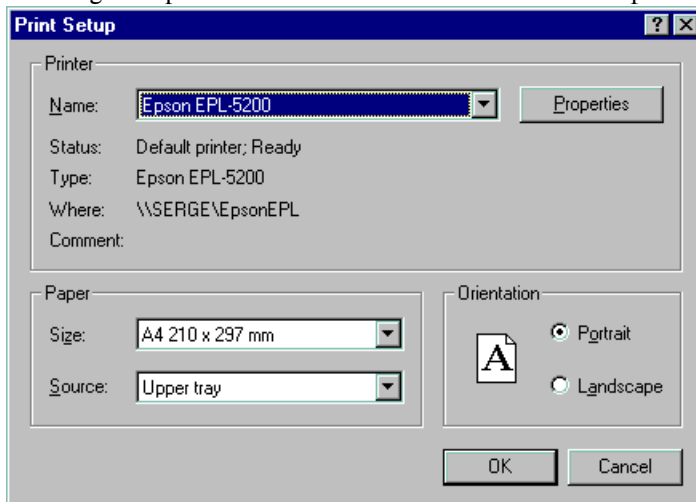 Print Setup
Printer
Name: Epson EPL-5200 Properties
Status: Default printer; Ready
Type: Epson EPL-5200
Where: \\SERGE\EpsonEPL
Comment:
Paper Orientation
Size: A4 210 x 297 mm Portrait
A
Source: Upper tray Landscape
OK Cancel